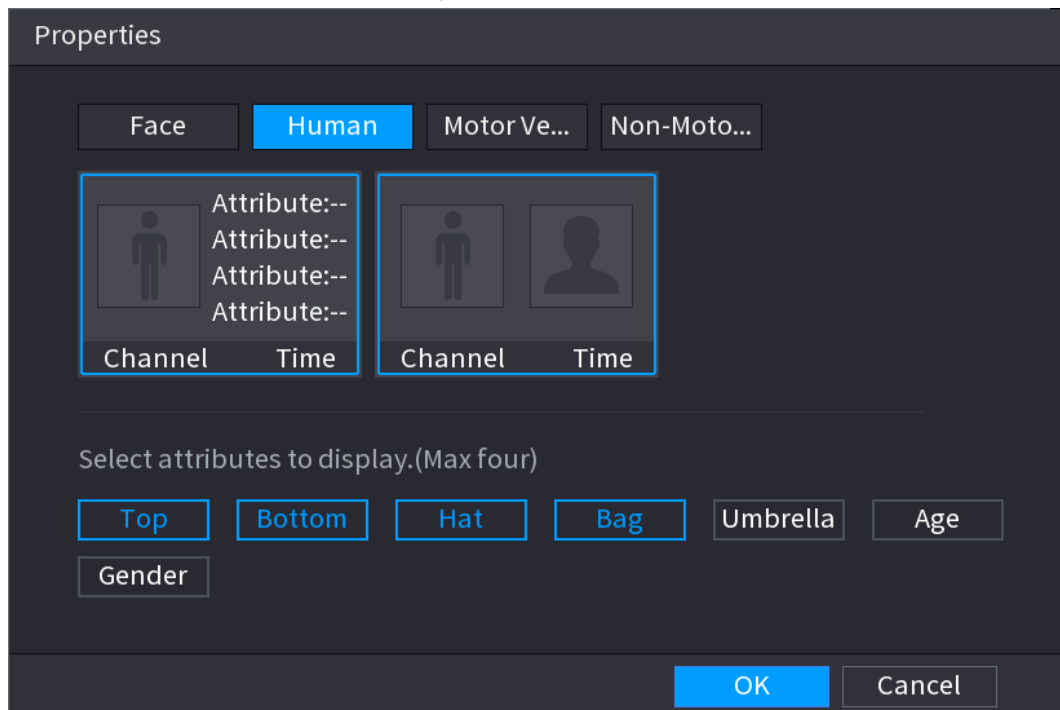 Properties
Face Human Motor Ve... Non-Moto...
Attribute:--
Attribute:--
Attribute:--
Attribute:--
Channel Time Channel Time
Select attributes to display.(Max four)
Top Bottom Hat Bag Umbrella Age
Gender
OK Cancel